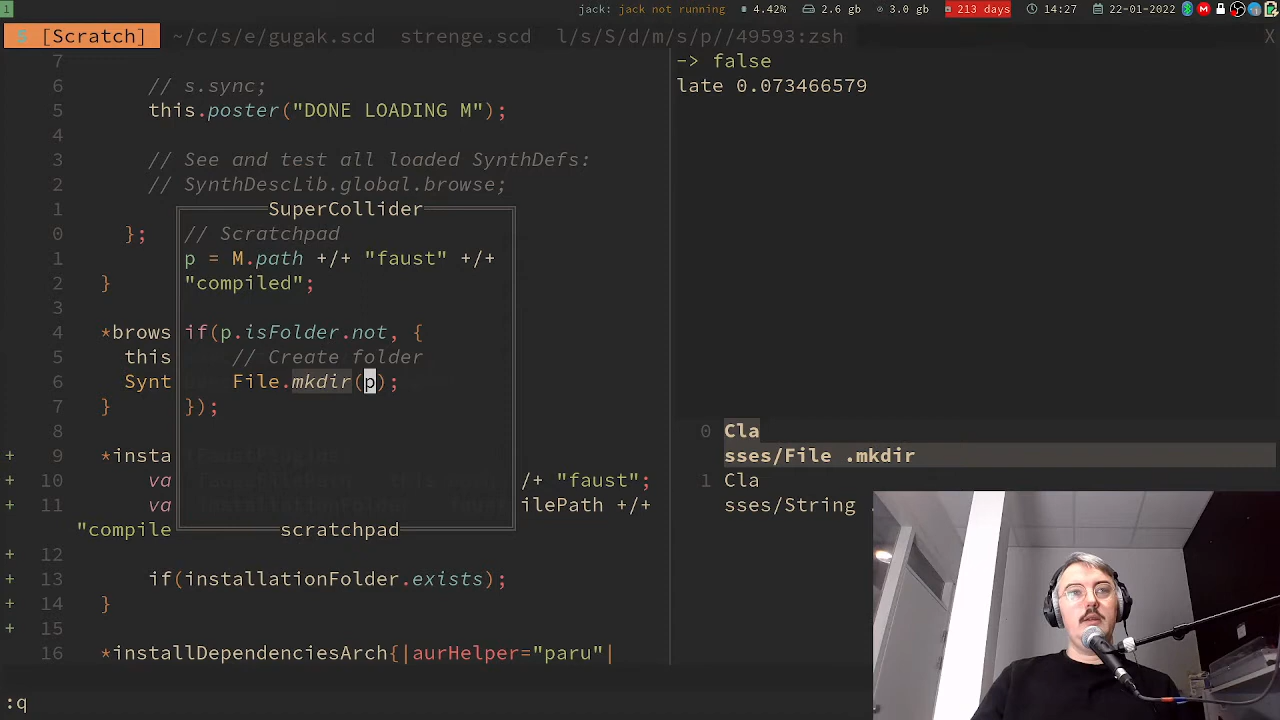 1 jack: jack not running 4.42% 2.6 gb 3.0 gb 213 days 14:27 22-01-2022
5 [Scratch] ~/c/s/e/gugak.scd strenge.scd l/s/S/d/m/s/p//49593:zsh X
7
6 // s.sync;
5 this.poster("DONE LOADING M");
4
3 // See and test all loaded SynthDefs:
2 // SynthDescLib.global.browse;
1
0 };
1
2 }
3
4 *brows
5 this
6 Synt
7 }
8
+ 9 *insta
+ 10 va /+ "faust";
+ 11 va ilePath +/+
"compile
+ 12
+ 13 if(installationFolder.exists);
+ 14 }
+ 15
16 *installDependenciesArch{|aurHelper="paru"|
SuperCollider
// Scratchpad
p = M.path +/+ "faust" +/+
"compiled";
if(p.isFolder.not, {
// Create folder
File.mkdir(p);
});
scratchpad
-> false
late 0.073466579
0 Cla
sses/File .mkdir
1 Cla
sses/String
:q